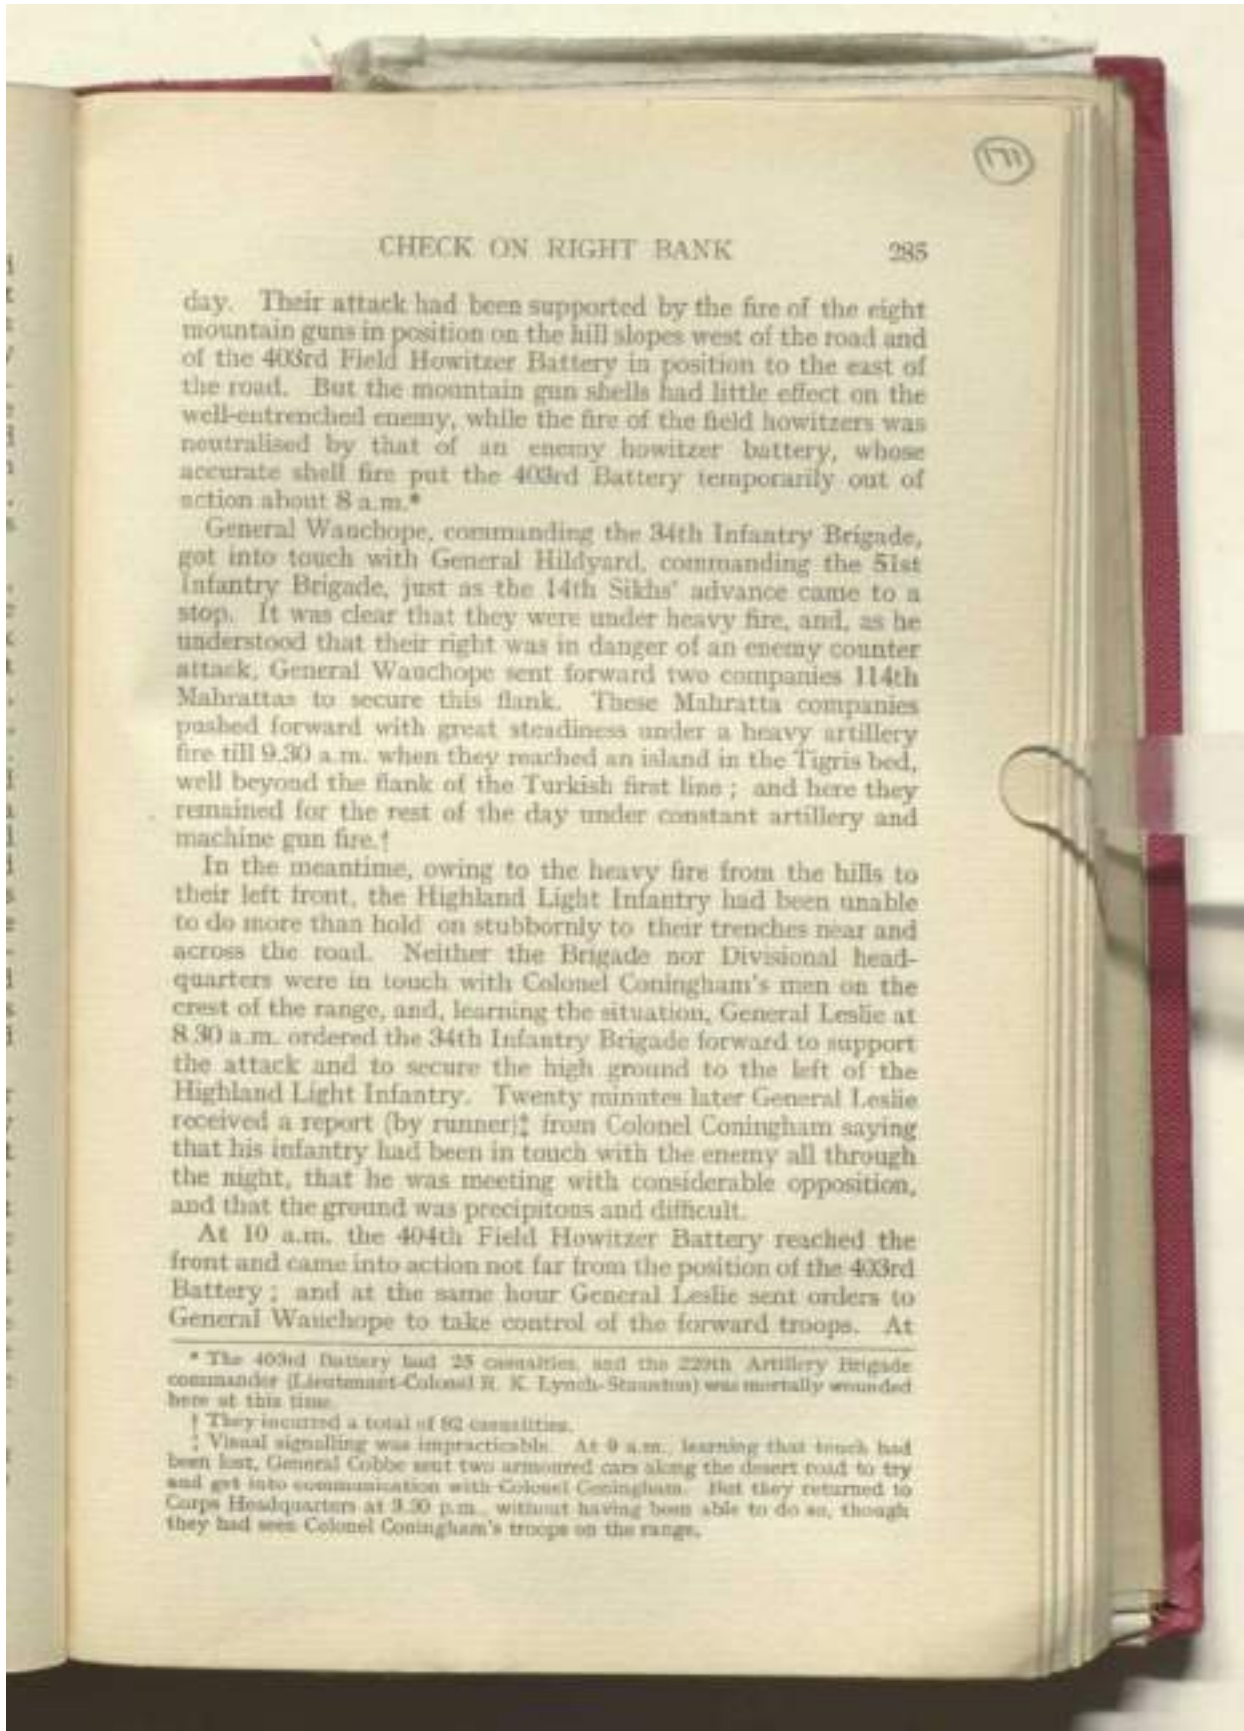 171
CHECK ON RIGHT BANK 285
day. Their attack had been supported by the fire of the eight
mountain guns in position on the hill slopes west of the road and
of the 403rd Field Howitzer Battery in position to the east of
the road. But the mountain gun shells had little effect on the
well-entrenched enemy, while the fire of the field howitzers was
neutralised by that of an enemy howitzer battery, whose
accurate shell fire put the 403rd Battery temporarily out of
action about 8 a.m.*
General Wauchope, commanding the 34th Infantry Brigade,
got into touch with General Hildyard, commanding the 51st
Infantry Brigade, just as the 14th Sikhs' advance came to a
stop. It was clear that they were under heavy fire, and, as he
understood that their right was in danger of an enemy counter
attack, General Wauchope sent forward two companies 114th
Mahrattas to secure this flank. These Mahratta companies
pushed forward with great steadiness under a heavy artillery
fire till 9.30 a.m. when they reached an island in the Tigris bed,
well beyond the flank of the Turkish first line ; and here they
remained for the rest of the day under constant artillery and
machine gun fire.†
In the meantime, owing to the heavy fire from the hills to
their left front, the Highland Light Infantry had been unable
to do more than hold on stubbornly to their trenches near and
across the road. Neither the Brigade nor Divisional head-
quarters were in touch with Colonel Coningham's men on the
crest of the range, and, learning the situation, General Leslie at
8.30 a.m. ordered the 34th Infantry Brigade forward to support
the attack and to secure the high ground to the left of the
Highland Light Infantry. Twenty minutes later General Leslie
received a report (by runner)‡ from Colonel Coningham saying
that his infantry had been in touch with the enemy all through
the night, that he was meeting with considerable opposition,
and that the ground was precipitous and difficult.
At 10 a.m. the 404th Field Howitzer Battery reached the
front and came into action not far from the position of the 403rd
Battery ; and at the same hour General Leslie sent orders to
General Wauchope to take control of the forward troops. At
* The 403rd Battery had 25 casualties, and the 220th Artillery Brigade
commander (Lieutenant-Colonel R. K. Lynch-Staunton) was mortally wounded
here at this time.
† They incurred a total of 82 casualties.
‡ Visual signalling was impracticable. At 9 a.m., learning that touch had
been lost, General Cobbe sent two armoured cars along the desert road to try
and get into communication with Colonel Coningham. But they returned to
Corps Headquarters at 9.30 p.m., without having been able to do so, though
they had seen Colonel Coningham's troops on the range.